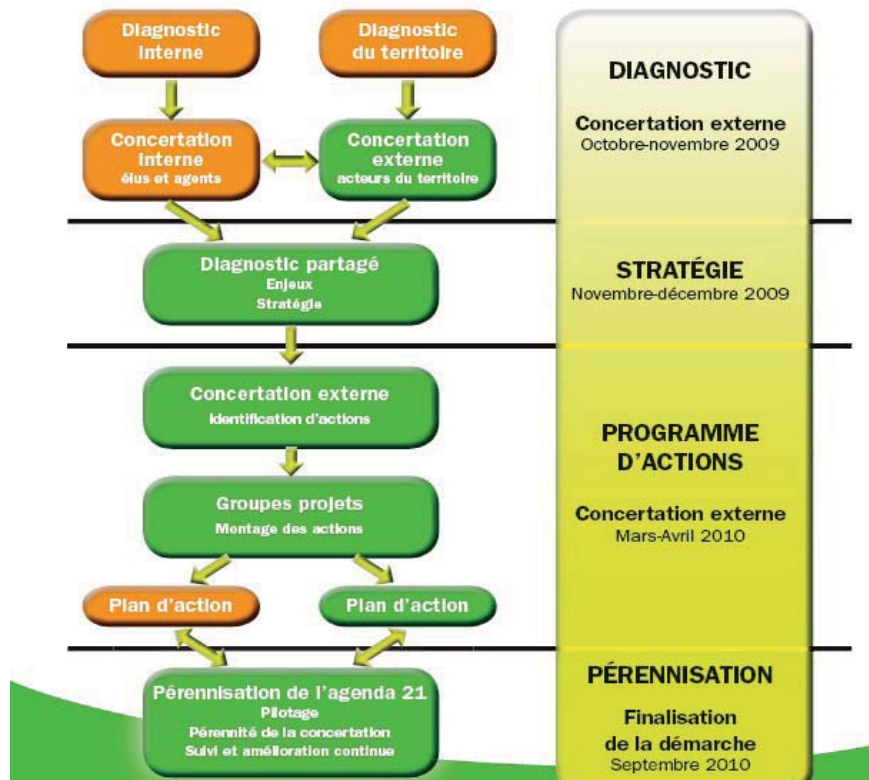 Diagnostic
interne
Diagnostic
du territoire
Concertation
interne
élus et agents
Concertation
externe
acteurs du territoire
Diagnostic partagé
Enjeux
Stratégie
Concertation externe
Identification d'actions
Groupes projets
Montage des actions
Plan d'action
Plan d'action
Pérennisation de l'agenda 21
Pilotage
Pérennité de la concertation
Suivi et amélioration continue
DIAGNOSTIC
Concertation externe
Octobre-novembre 2009
STRATÉGIE
Novembre-décembre 2009
PROGRAMME
D'ACTIONS
Concertation externe
Mars-Avril 2010
PÉRENNISATION
Finalisation
de la démarche
Septembre 2010